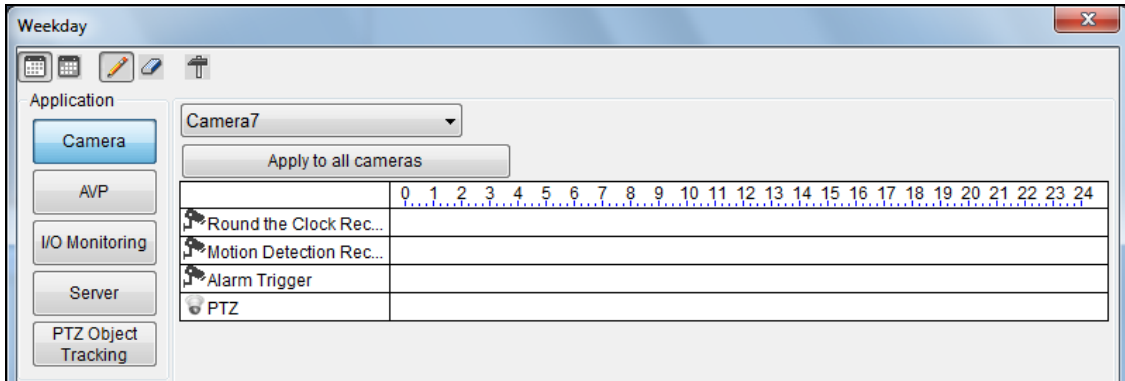 Weekday
Application
Camera
AVP
I/O Monitoring
Server
PTZ Object
Tracking
Camera7
Apply to all cameras
0 1 2 3 4 5 6 7 8 9 10 11 12 13 14 15 16 17 18 19 20 21 22 23 24
Round the Clock Rec...
Motion Detection Rec...
Alarm Trigger
PTZ